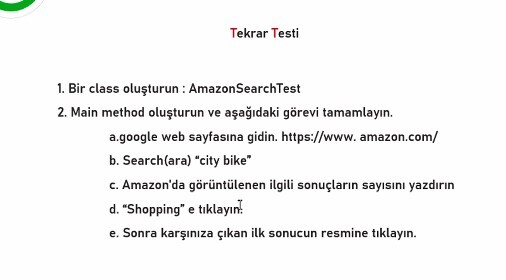 Tekrar Testi
1. Bir class oluşturun : AmazonSearchTest
2. Main method oluşturun ve aşağıdaki görevi tamamlayın.
a.google web sayfasına gidin. https://www. amazon.com/
b. Search(ara) “city bike”
c. Amazon'da görüntülenen ilgili sonuçların sayısını yazdırın
d. “Shopping” e tıklayın.
e. Sonra karşınıza çıkan ilk sonucun resmine tıklayın.